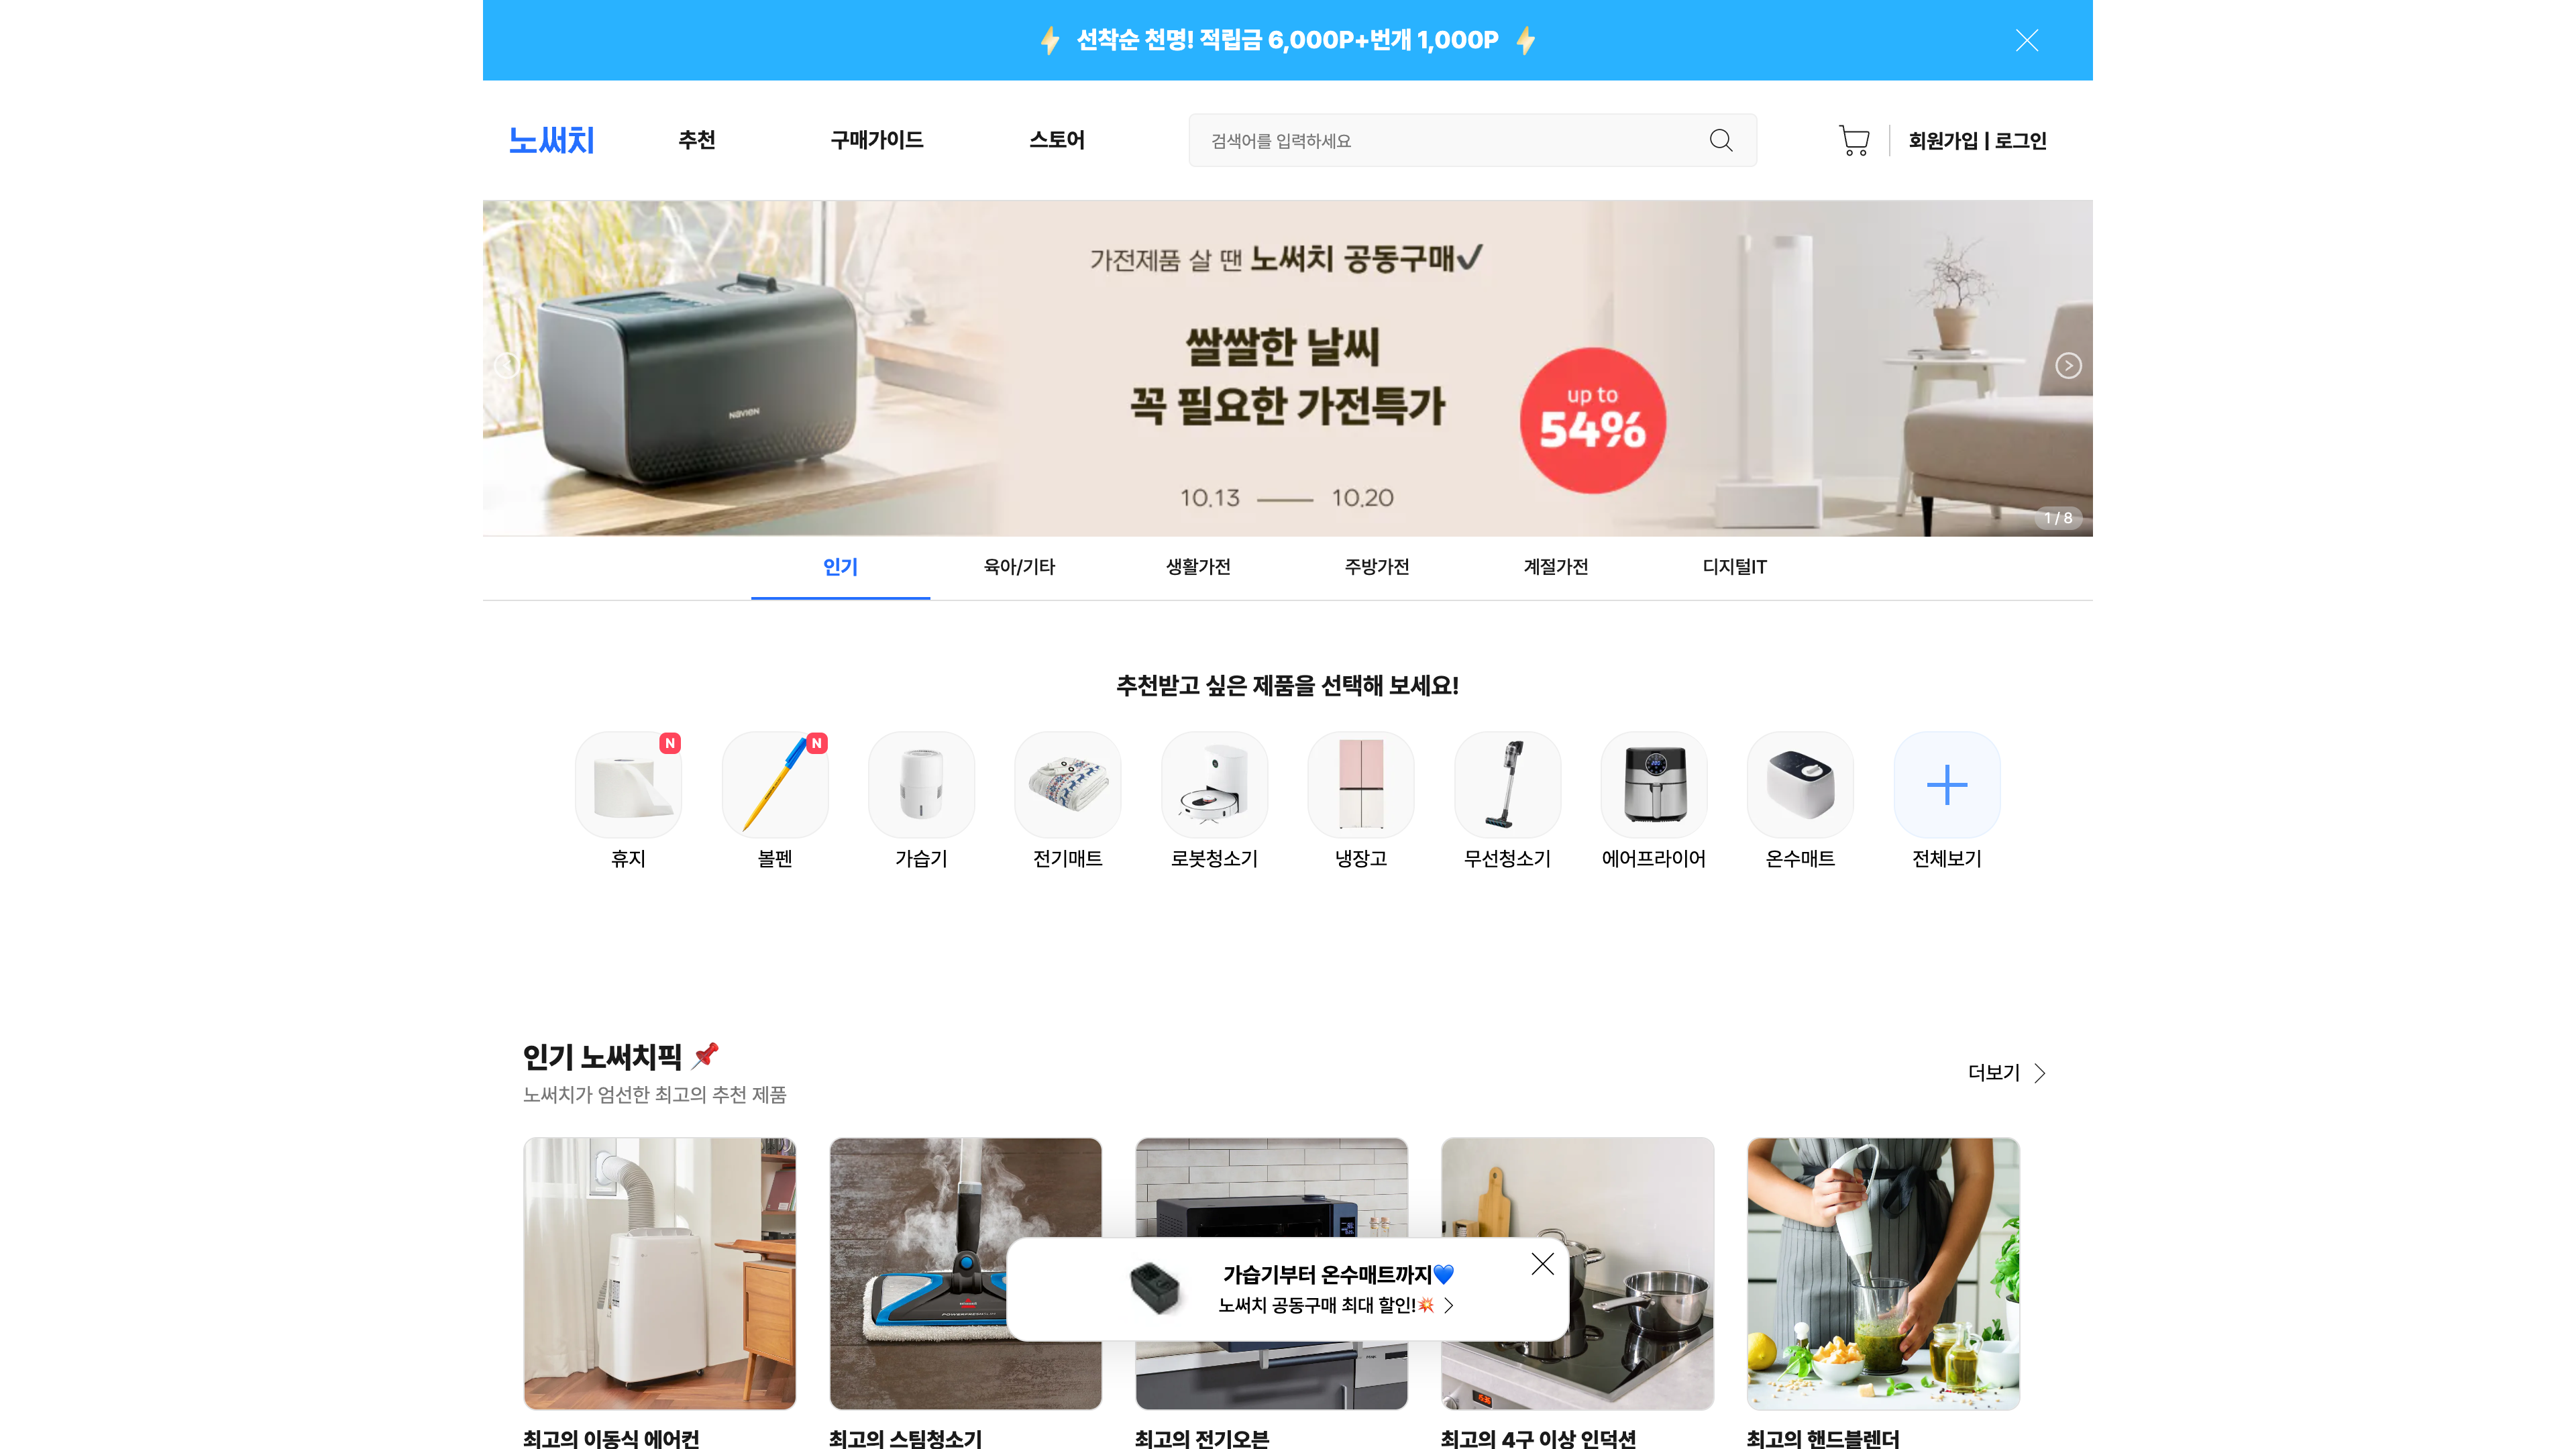 선착순 천명! 적립금 6,000P+번개 1,000P
노써치
추천
구매가이드
스토어
검색어를 입력하세요
회원가입 | 로그인
가전제품 살 땐 노써치 공동구매✔
쌀쌀한 날씨
꼭 필요한 가전특가
up to
54%
10.13 — 10.20
NAVIEN
1 / 8
인기
육아/기타
생활가전
주방가전
계절가전
디지털IT
추천받고 싶은 제품을 선택해 보세요!
N
N
휴지
볼펜
가습기
전기매트
로봇청소기
냉장고
무선청소기
에어프라이어
온수매트
전체보기
인기 노써치픽
노써치가 엄선한 최고의 추천 제품
더보기
가습기부터 온수매트까지💙
노써치 공동구매 최대 할인!💥
최고의 이동식 에어컨
최고의 스팀청소기
최고의 전기오븐
최고의 4구 이상 인덕션
최고의 핸드블렌더